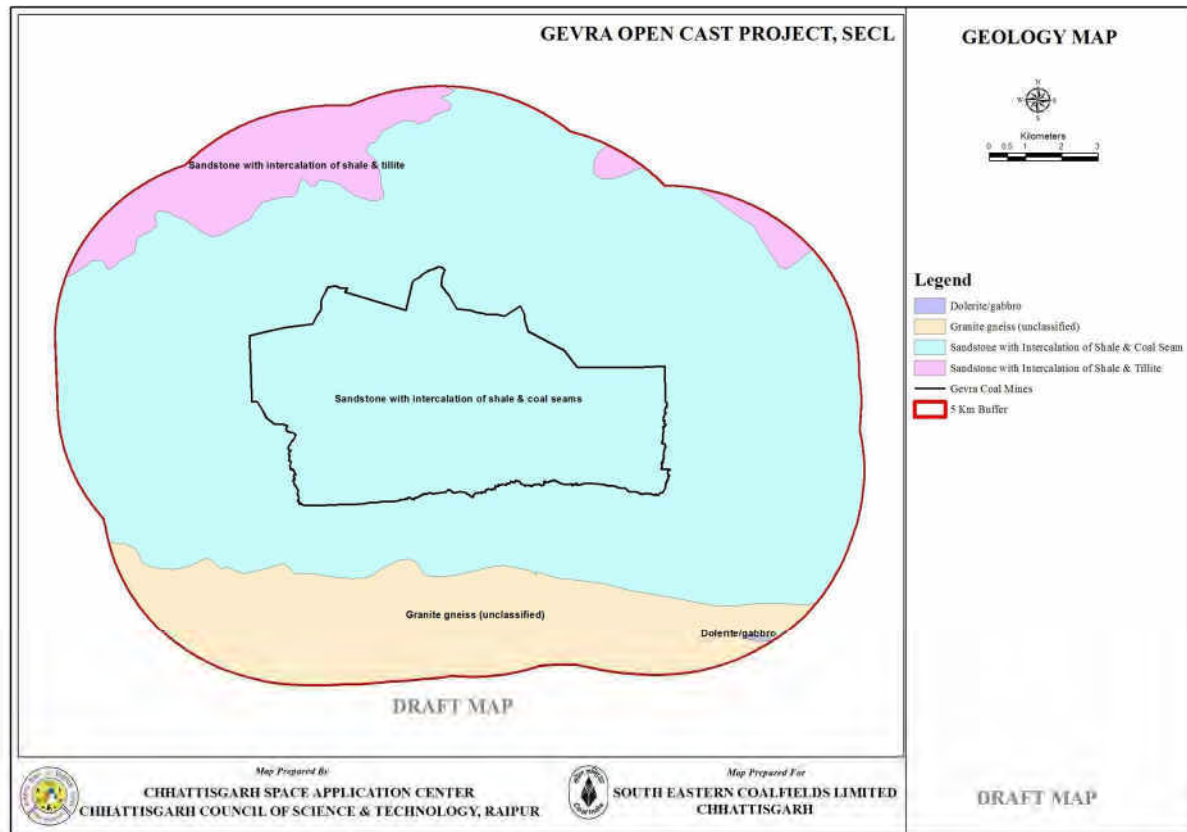 GEVRA OPEN CAST PROJECT, SECL
GEOLOGY MAP
N
W E
S
Kilometers
0 0.5 1 2 3
Sandstone with intercalation of shale & tillite
Sandstone with intercalation of shale & coal seams
Granite gneiss (unclassified)
Dolerite/gabbro
Legend
Dolerite/gabbro
Granite gneiss (unclassified)
Sandstone with Intercalation of Shale & Coal Seam
Sandstone with Intercalation of Shale & Tillite
Gevra Coal Mines
5 Km Buffer
DRAFT MAP
Map Prepared By
CHHATTISGARH SPACE APPLICATION CENTER
CHHATTISGARH COUNCIL OF SCIENCE & TECHNOLOGY, RAIPUR
Map Prepared For
SOUTH EASTERN COALFIELDS LIMITED
CHHATTISGARH
DRAFT MAP